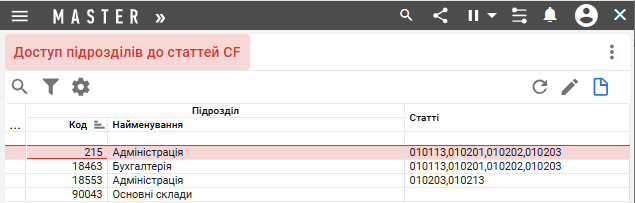 MASTER »
Доступ підрозділів до статтей CF
Підрозділ
... Код Найменування Статті
215 Адміністрація 010113,010201,010202,010203
18463 Бухгалтерія 010113,010201,010202,010203
18553 Адміністрація 010203,010213
90043 Основні склади